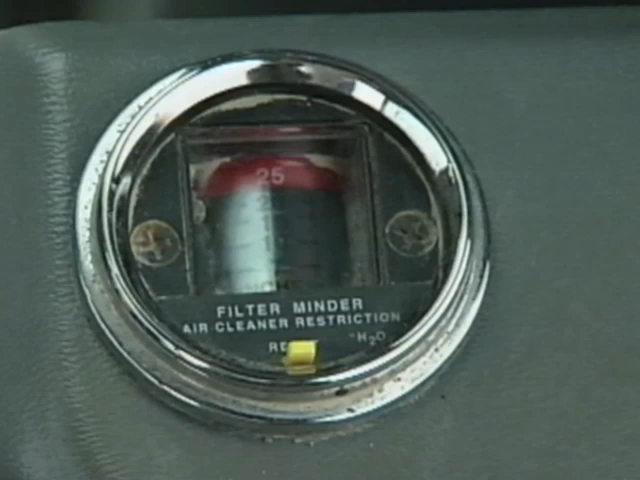 25
FILTER MINDER
AIR CLEANER RESTRICTION
"H₂O